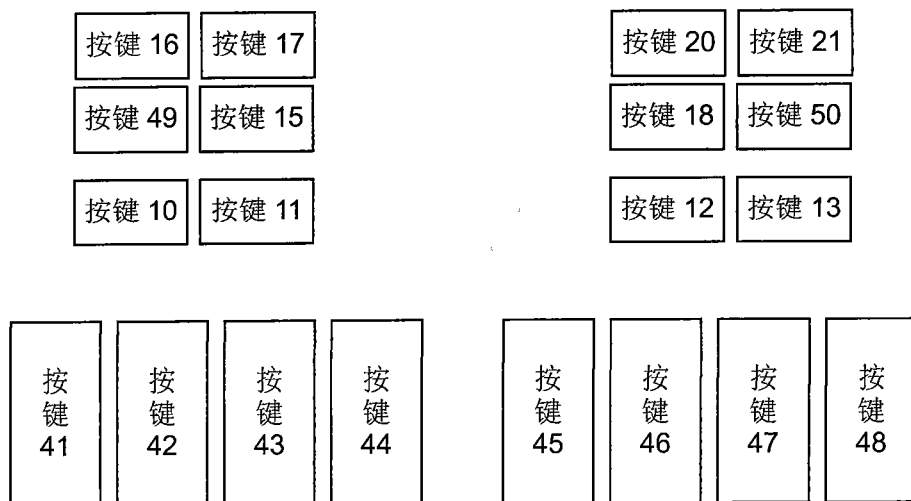 按键 16 按键 17 按键 20 按键 21
按键 49 按键 15 按键 18 按键 50
按键 10 按键 11 按键 12 按键 13
按键 41 按键 42 按键 43 按键 44 按键 45 按键 46 按键 47 按键 48